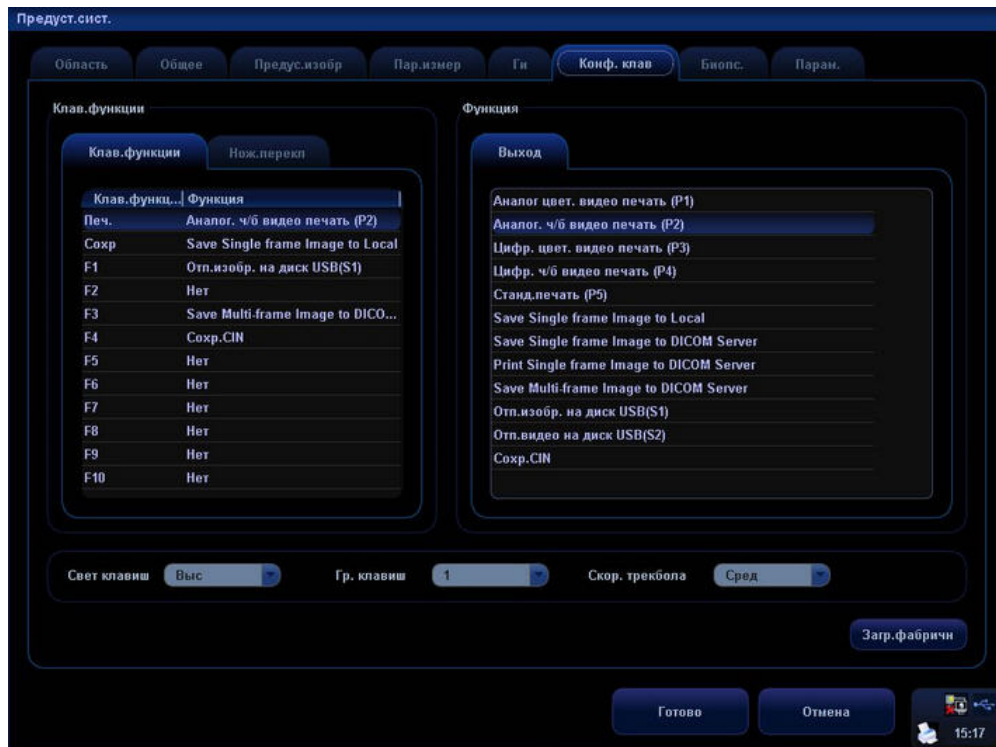 Предуст.сист.
Область Общее Предус.изобр Пар.измер Ги Конф. клав Биопс. Парам.
Клав.функции Функция
Клав.функции Нож.перекл Выход
Клав.функц... Функция
Печ. Аналог. ч/б видео печать (P2)
Сохр Save Single frame Image to Local
F1 Отп.изобр. на диск USB(S1)
F2 Нет
F3 Save Multi-frame Image to DICO...
F4 Сохр.CIN
F5 Нет
F6 Нет
F7 Нет
F8 Нет
F9 Нет
F10 Нет
Аналог цвет. видео печать (P1)
Аналог. ч/б видео печать (P2)
Цифр. цвет. видео печать (P3)
Цифр. ч/б видео печать (P4)
Станд.печать (P5)
Save Single frame Image to Local
Save Single frame Image to DICOM Server
Print Single frame Image to DICOM Server
Save Multi-frame Image to DICOM Server
Отп.изобр. на диск USB(S1)
Отп.видео на диск USB(S2)
Сохр.CIN
Свет клавиш Выс Гр. клавиш 1 Скор. трекбола Сред
Загр.фабричн
Готово Отмена
15:17